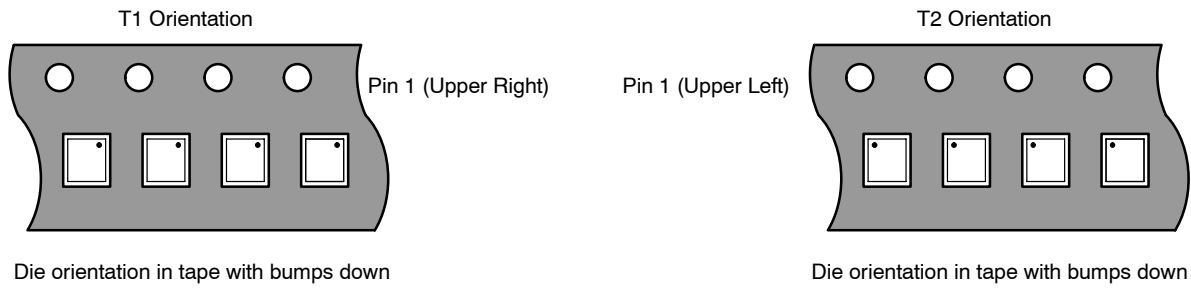 T1 Orientation
Pin 1 (Upper Right)
Die orientation in tape with bumps down
T2 Orientation
Pin 1 (Upper Left)
Die orientation in tape with bumps down